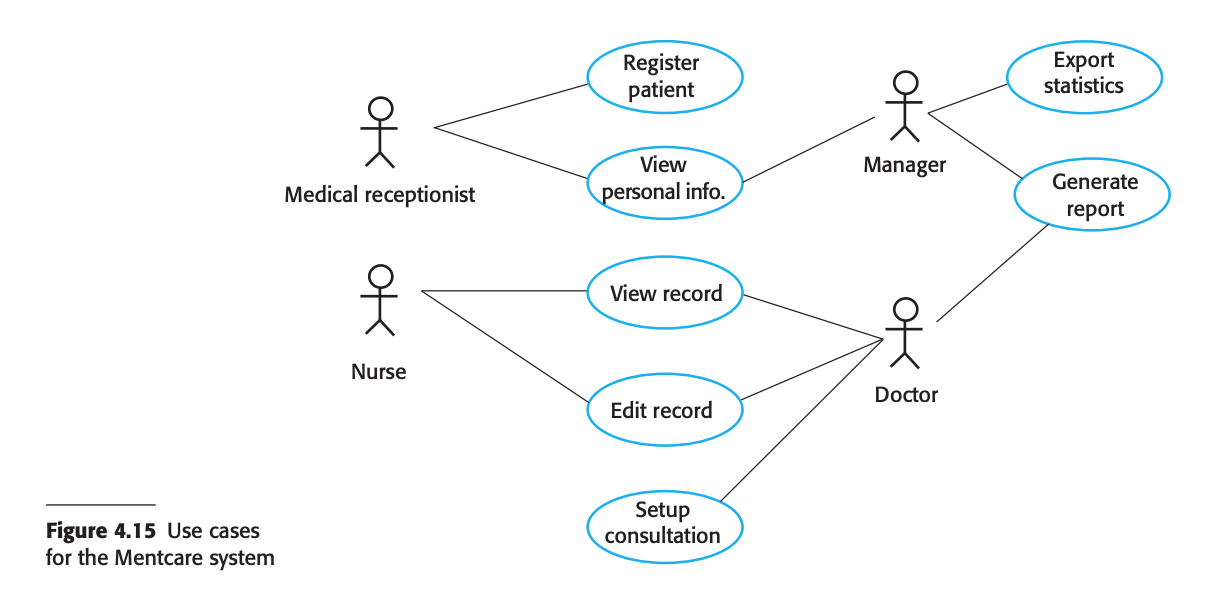 Register
patient
Export
statistics
Medical receptionist
View
personal info.
Manager
Generate
report
Nurse
View record
Edit record
Doctor
Setup
consultation
Figure 4.15 Use cases
for the Mentcare system